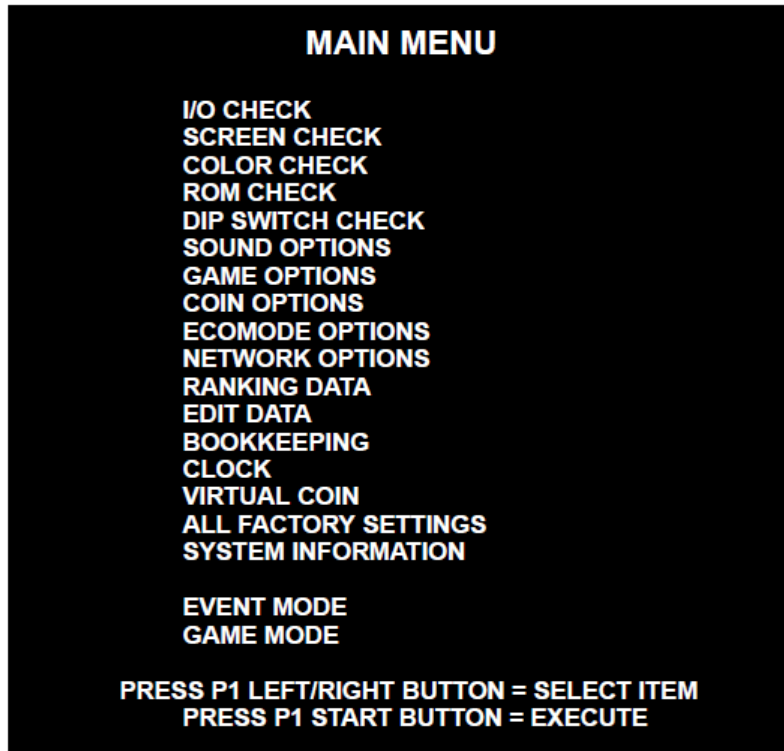 MAIN MENU
I/O CHECK
SCREEN CHECK
COLOR CHECK
ROM CHECK
DIP SWITCH CHECK
SOUND OPTIONS
GAME OPTIONS
COIN OPTIONS
ECOMODE OPTIONS
NETWORK OPTIONS
RANKING DATA
EDIT DATA
BOOKKEEPING
CLOCK
VIRTUAL COIN
ALL FACTORY SETTINGS
SYSTEM INFORMATION
EVENT MODE
GAME MODE
PRESS P1 LEFT/RIGHT BUTTON = SELECT ITEM
PRESS P1 START BUTTON = EXECUTE